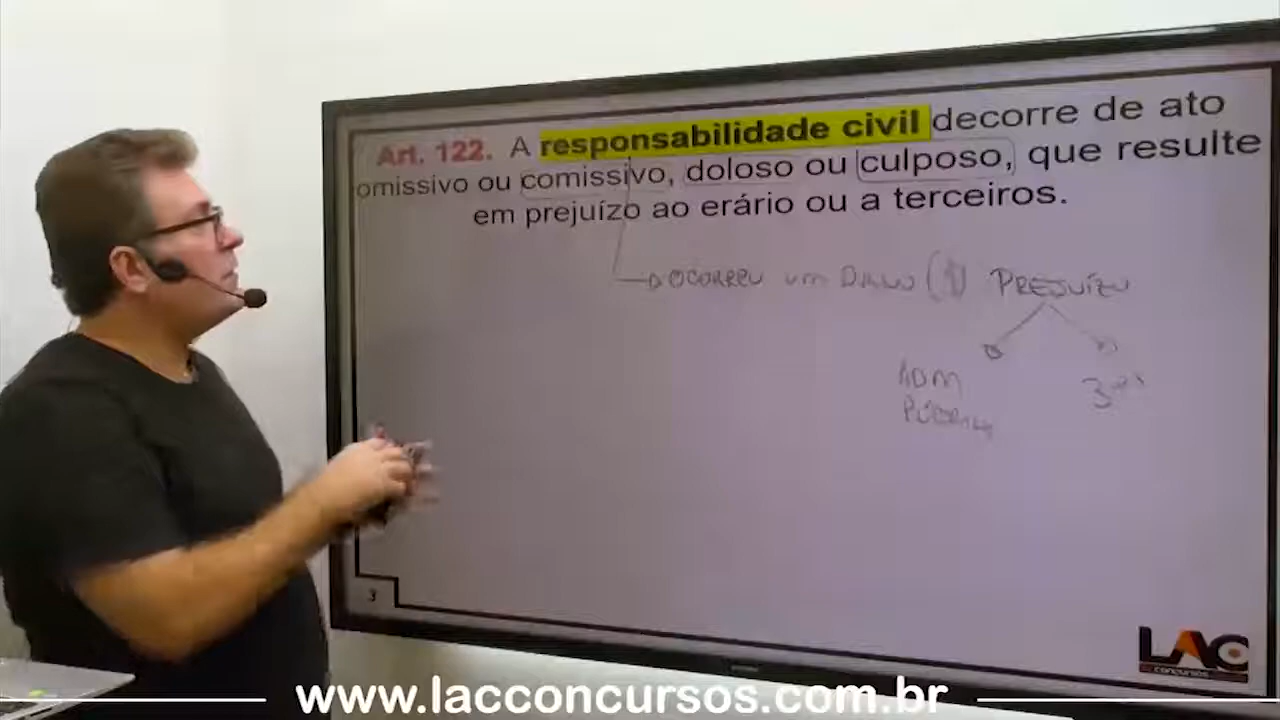 Art. 122. A responsabilidade civil decorre de ato
omissivo ou comissivo, doloso ou culposo, que resulte
em prejuízo ao erário ou a terceiros.
OCORREU UM DANO ( ) PREJUÍZO
ADM 3os
PÚBLICA
3
LAC
CONCURSOS
www.lacconcursos.com.br